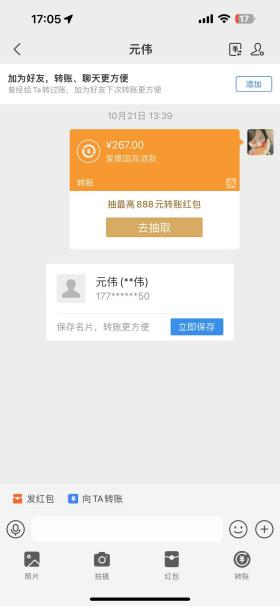 17:05
17
元伟
加为好友，转账、聊天更方便
曾经给Ta转过账，加为好友下次转账更方便
添加
10月21日 13:39
¥267.00
爱康国宾退款
转账
抽最高888元转账红包
去抽取
元伟 (**伟)
177******50
保存名片，转账更方便
立即保存
发红包
向TA转账
照片
拍摄
红包
转账